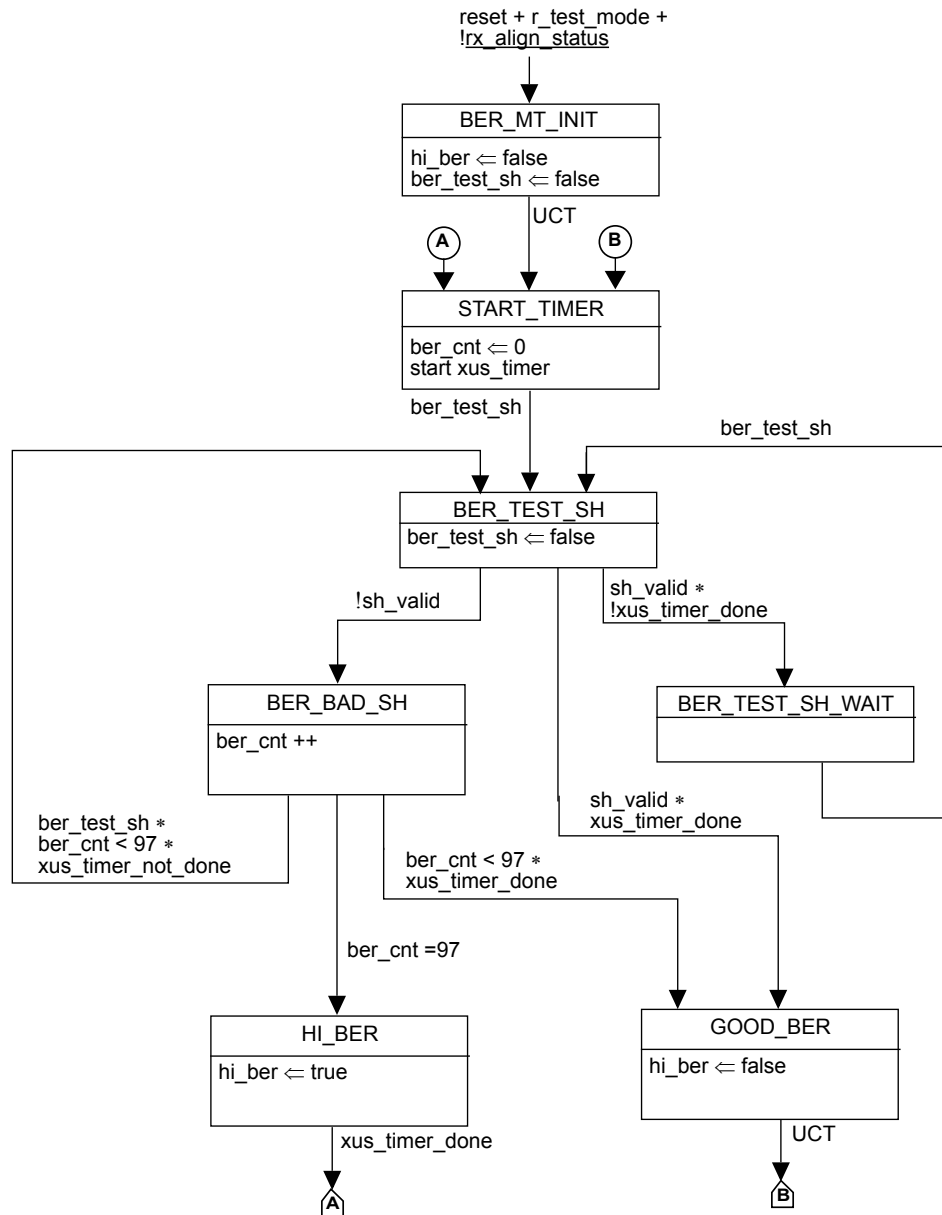 reset + r_test_mode +
!rx_align_status
BER_MT_INIT
hi_ber ⇐ false
ber_test_sh ⇐ false
UCT
A
B
START_TIMER
ber_cnt ⇐ 0
start xus_timer
ber_test_sh
ber_test_sh
BER_TEST_SH
ber_test_sh ⇐ false
!sh_valid
sh_valid ∗
!xus_timer_done
BER_BAD_SH
ber_cnt ++
BER_TEST_SH_WAIT
ber_test_sh ∗
ber_cnt < 97 ∗
xus_timer_not_done
ber_cnt < 97 ∗
xus_timer_done
sh_valid ∗
xus_timer_done
ber_cnt =97
HI_BER
hi_ber ⇐ true
GOOD_BER
hi_ber ⇐ false
xus_timer_done
UCT
A
B